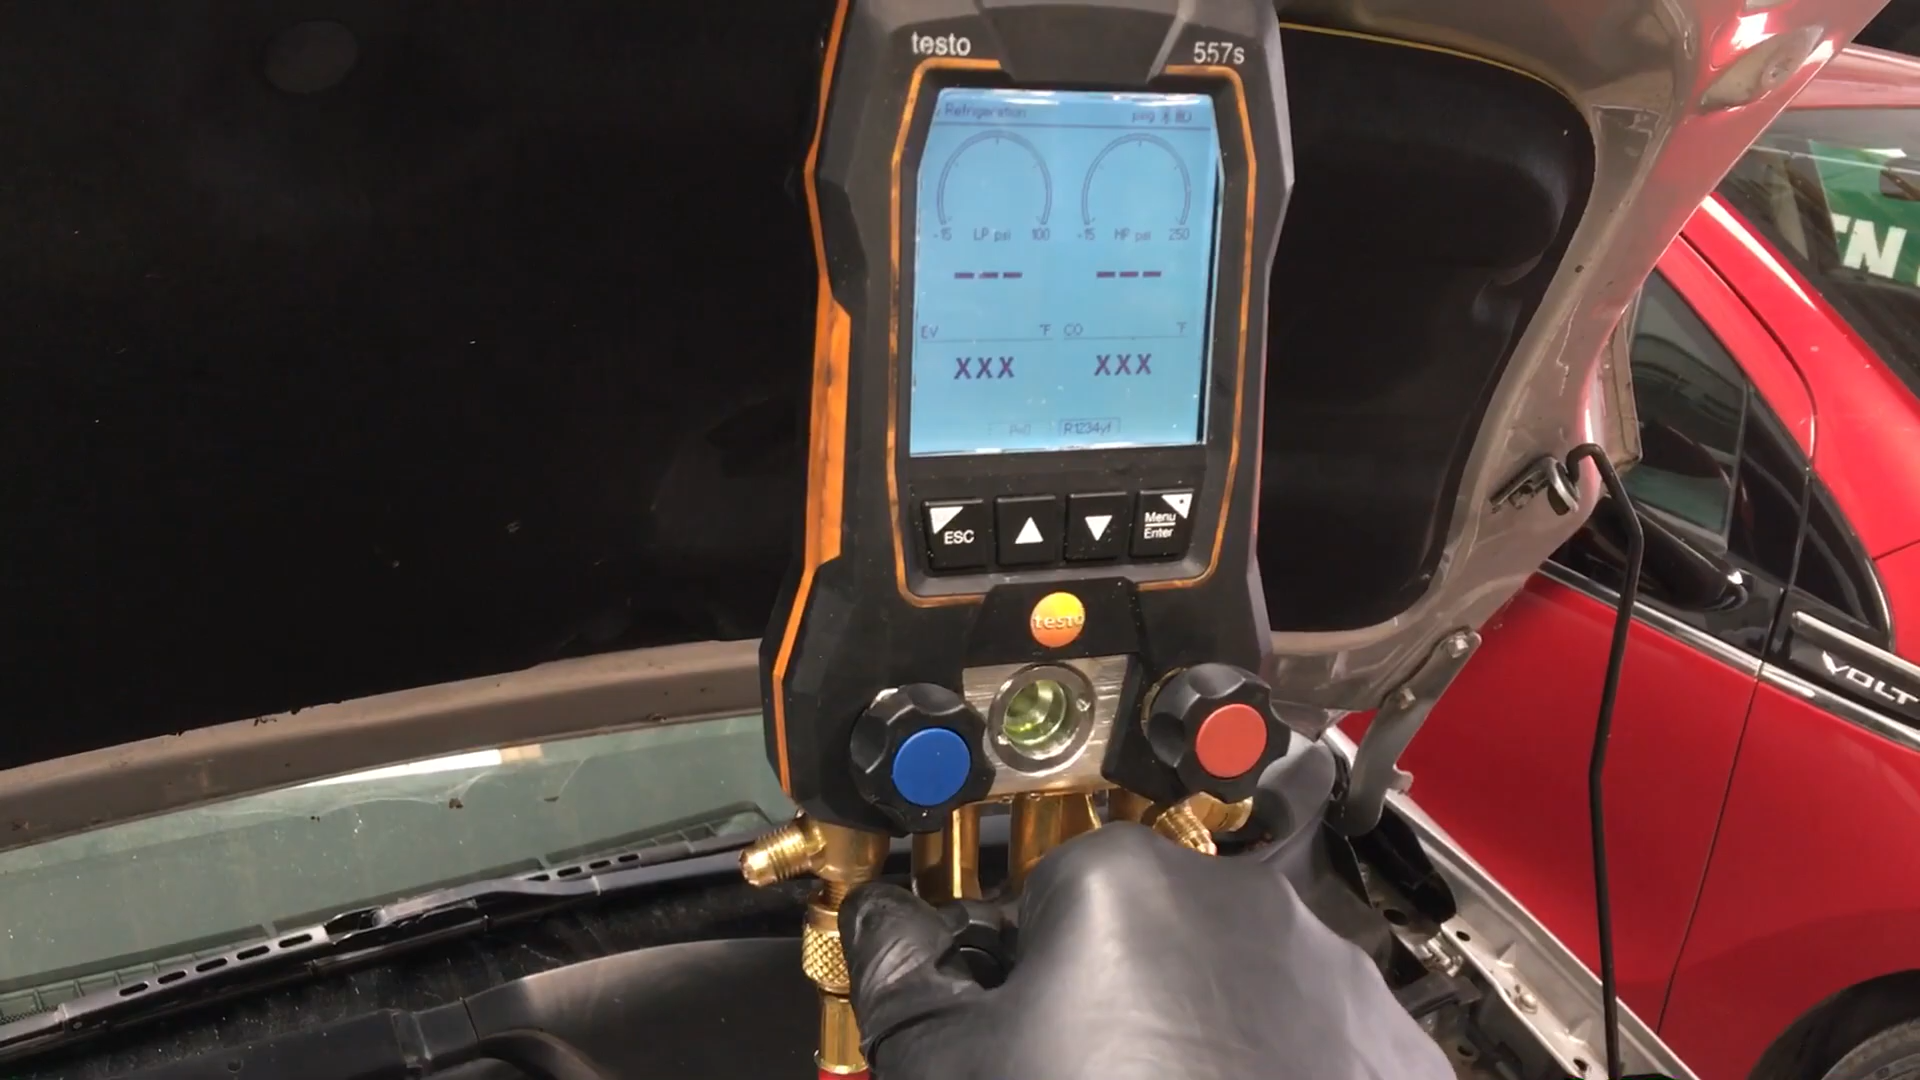 testo
557s
Refrigeration
psig
-15 LP psi 100
-15 HP psi 250
--- ---
EV °F CO °F
XXX XXX
R1234yf
ESC
Menu
Enter
testo
VOLT
EN